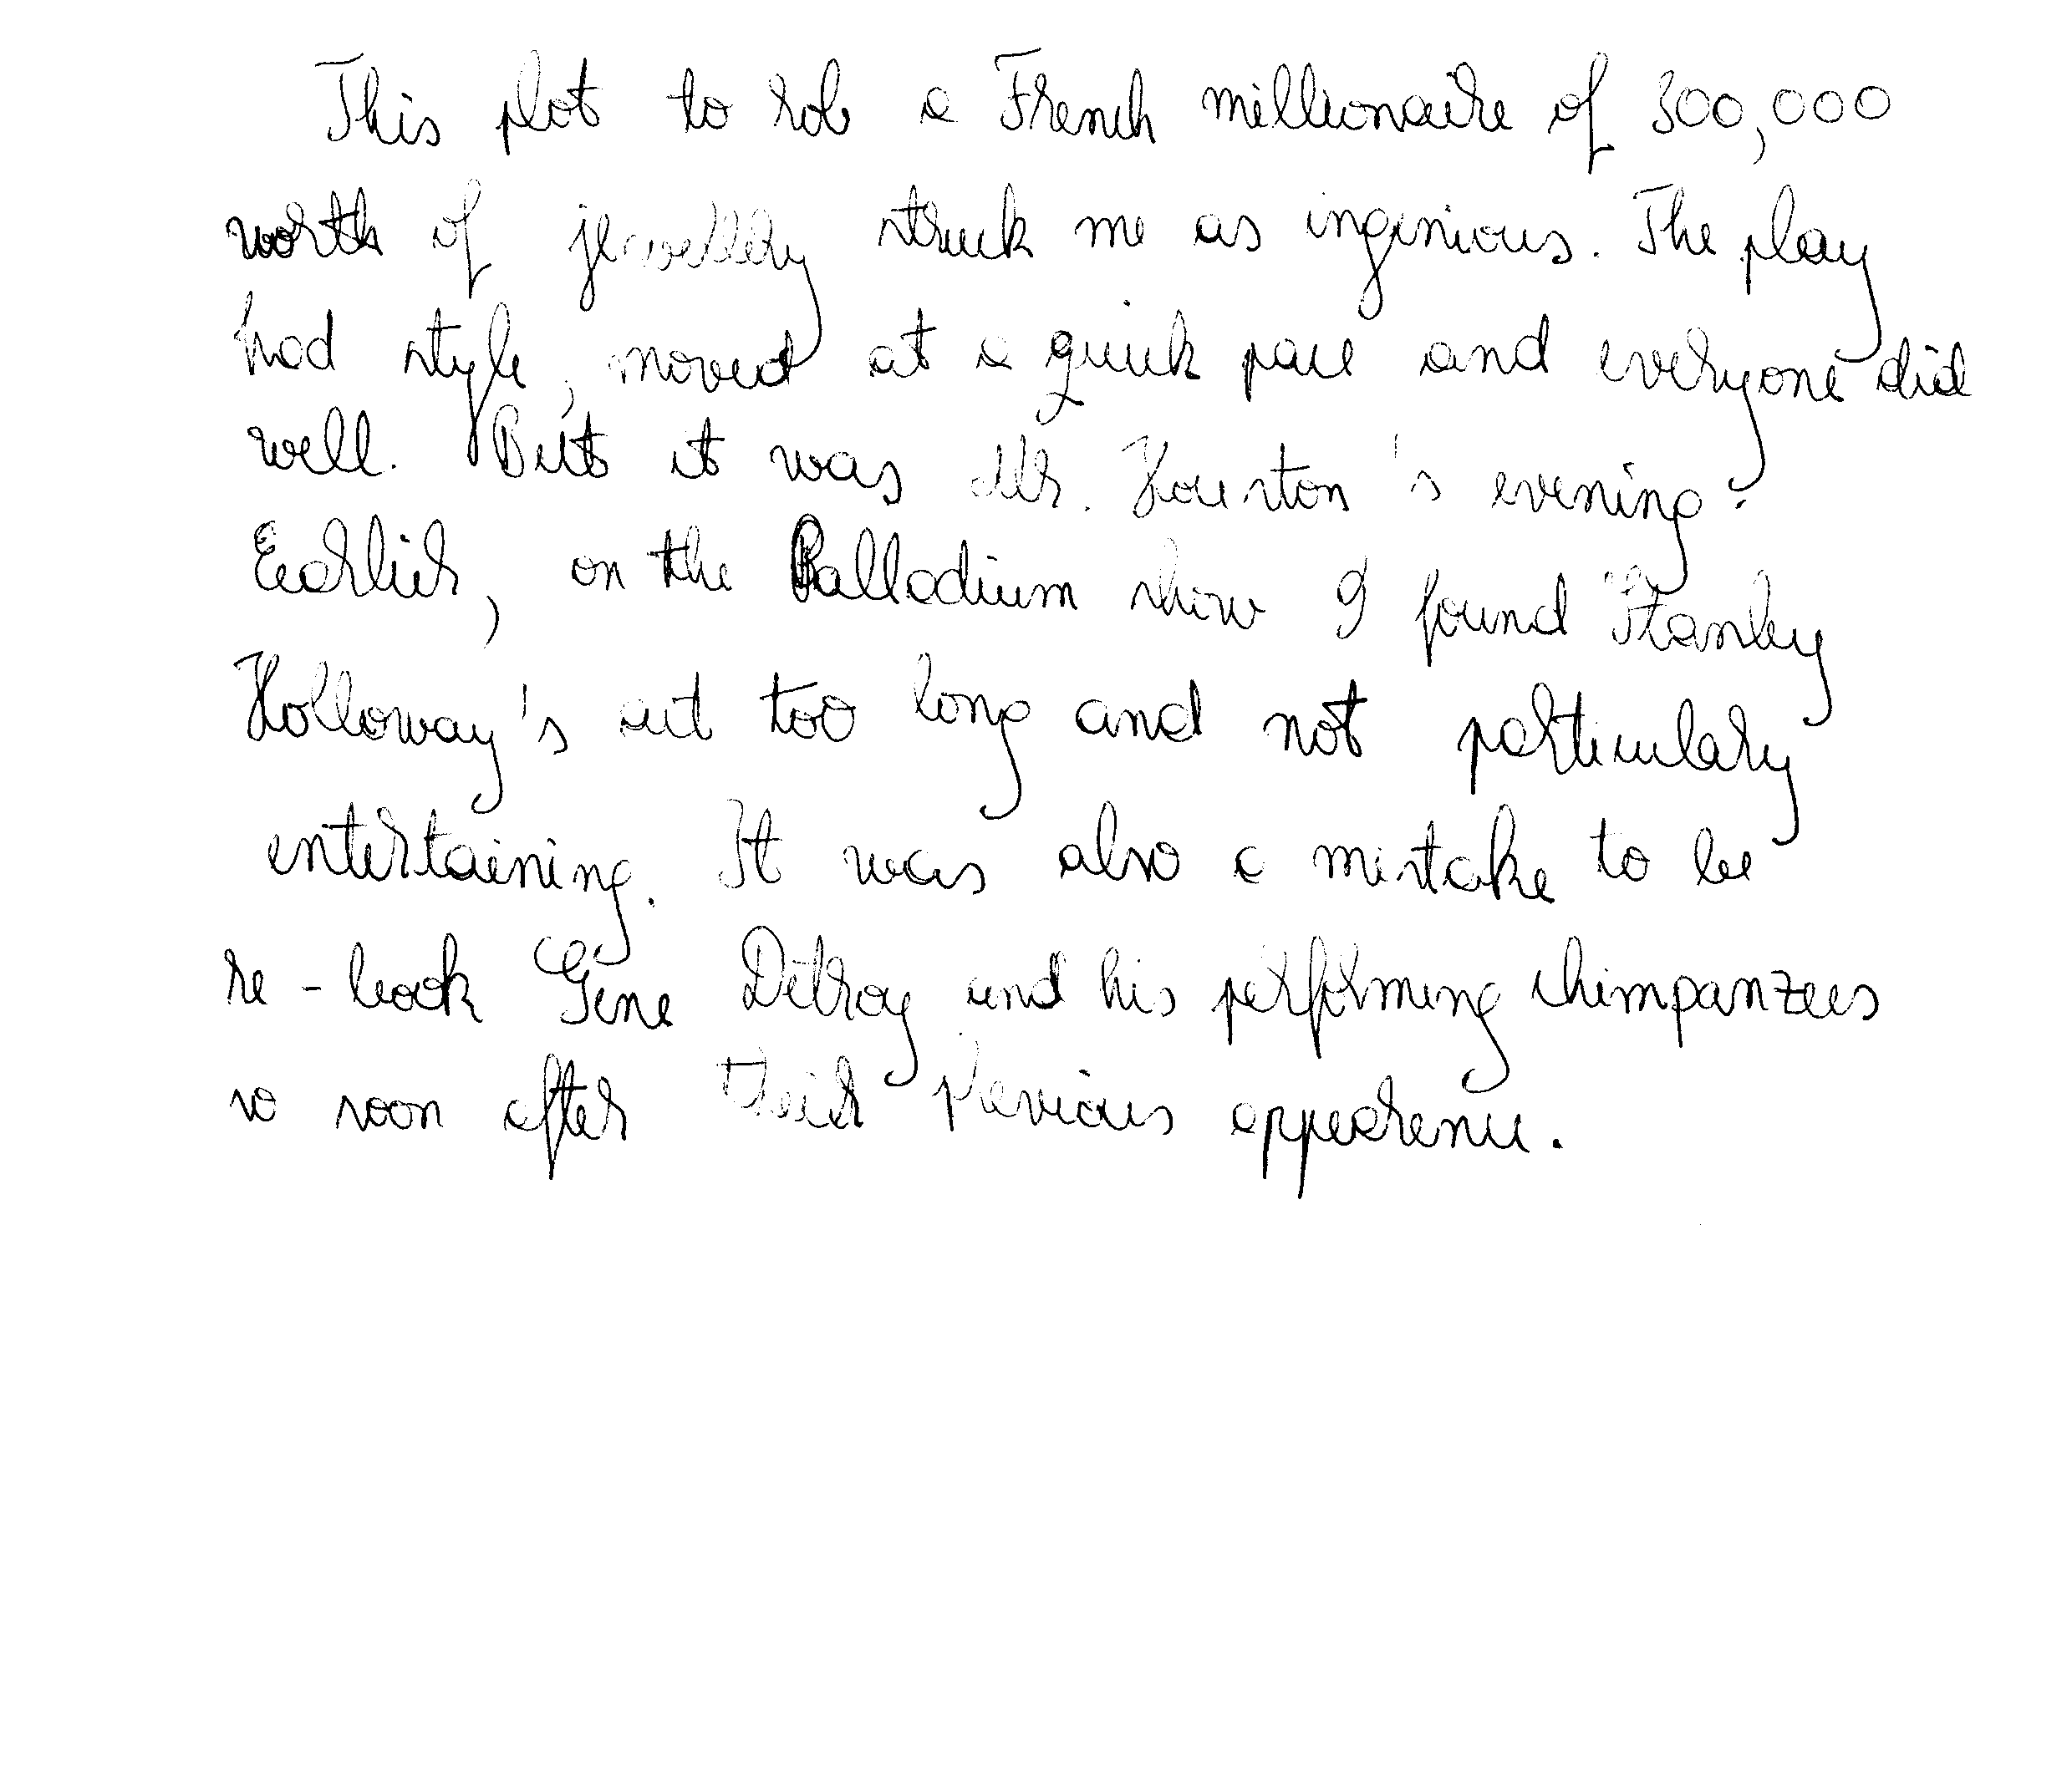 This plot to rob a French millionaire of 300,000
worth of jewellery struck me as ingenious. The play
had style, moved at a quick pace and everyone did
well. But it was Mr. Houston's evening.
Earlier, on the Palladium show I found Stanley
Holloway's act too long and not particulary
entertaining. It was also a mistake to be
re-book Gene Detroy and his performing chimpanzees
so soon after their previous appearence.